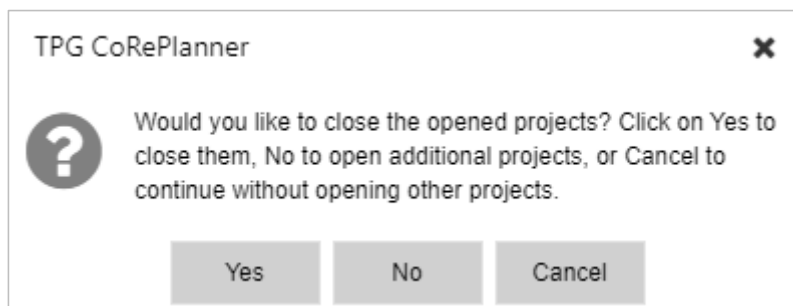 TPG CoRePlanner
Would you like to close the opened projects? Click on Yes to
close them, No to open additional projects, or Cancel to
continue without opening other projects.
Yes No Cancel